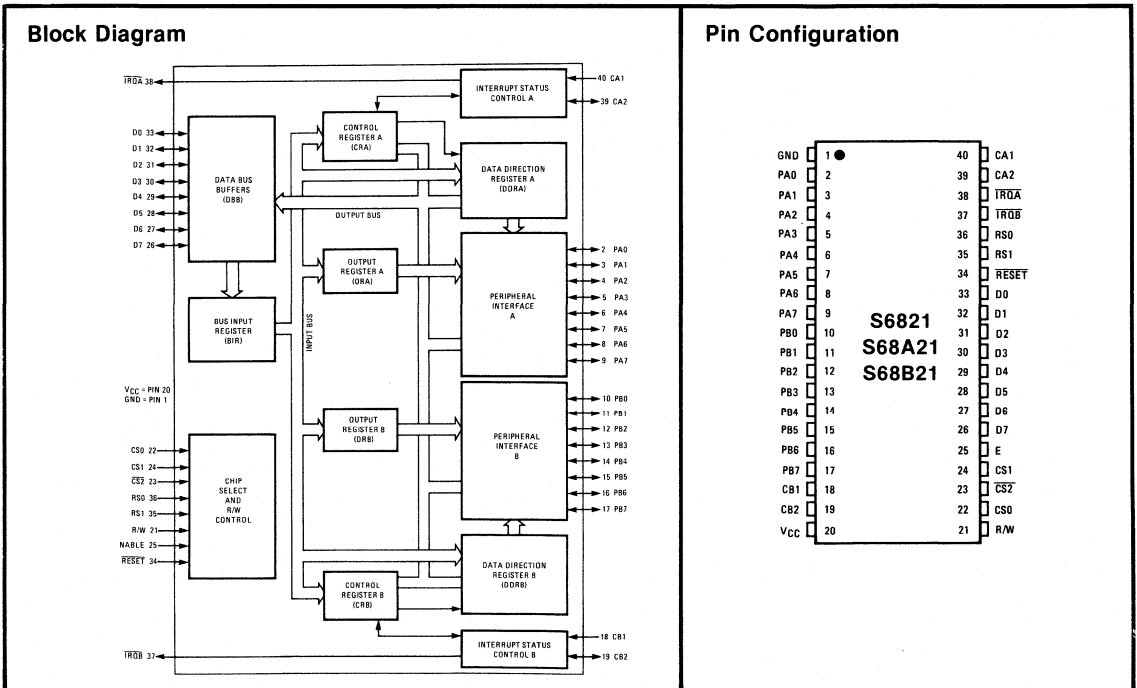 Block Diagram
IRQA 38
40 CA1
INTERRUPT STATUS
CONTROL A
39 CA2
D0 33
D1 32
D2 31
D3 30
D4 29
D5 28
D6 27
D7 26
DATA BUS
BUFFERS
(DBB)
CONTROL
REGISTER A
(CRA)
DATA DIRECTION
REGISTER A
(DDRA)
OUTPUT BUS
OUTPUT
REGISTER A
(ORA)
PERIPHERAL
INTERFACE
A
2 PA0
3 PA1
4 PA2
5 PA3
6 PA4
7 PA5
8 PA6
9 PA7
BUS INPUT
REGISTER
(BIR)
INPUT BUS
VCC = PIN 20
GND = PIN 1
OUTPUT
REGISTER B
(ORB)
PERIPHERAL
INTERFACE
B
10 PB0
11 PB1
12 PB2
13 PB3
14 PB4
15 PB5
16 PB6
17 PB7
CS0 22
CS1 24
CS2 23
RS0 36
RS1 35
R/W 21
NABLE 25
RESET 34
CHIP
SELECT
AND
R/W
CONTROL
DATA DIRECTION
REGISTER B
(DDRB)
CONTROL
REGISTER B
(CRB)
INTERRUPT STATUS
CONTROL B
18 CB1
19 CB2
IRQB 37
Pin Configuration
GND 1 40 CA1
PA0 2 39 CA2
PA1 3 38 IRQA
PA2 4 37 IRQB
PA3 5 36 RS0
PA4 6 35 RS1
PA5 7 34 RESET
PA6 8 33 D0
PA7 9 32 D1
PB0 10 31 D2
PB1 11 30 D3
PB2 12 29 D4
PB3 13 28 D5
PB4 14 27 D6
PB5 15 26 D7
PB6 16 25 E
PB7 17 24 CS1
CB1 18 23 CS2
CB2 19 22 CS0
VCC 20 21 R/W
S6821
S68A21
S68B21